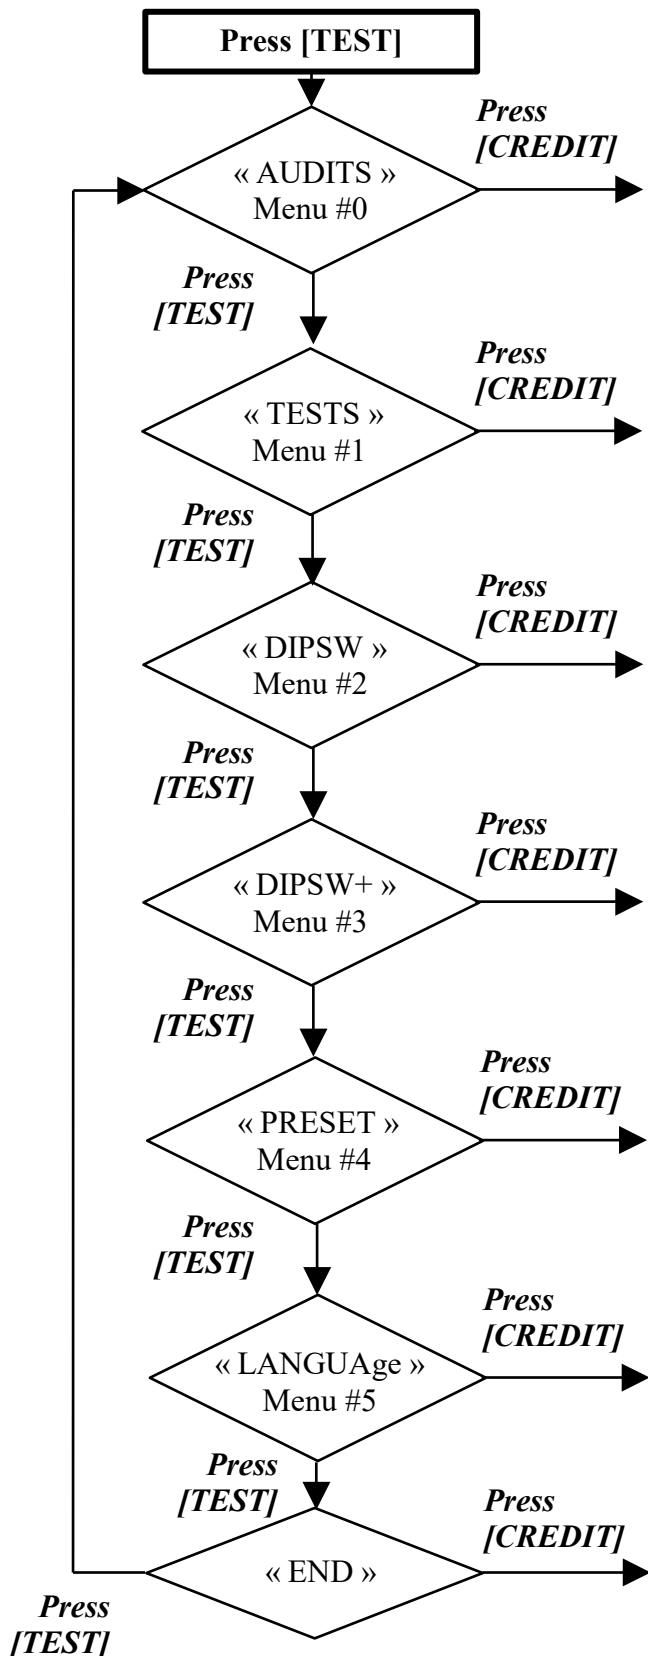 Press [TEST]
Press
[CREDIT]
« AUDITS »
Menu #0
Press
[TEST]
Press
[CREDIT]
« TESTS »
Menu #1
Press
[TEST]
Press
[CREDIT]
« DIPSW »
Menu #2
Press
[TEST]
Press
[CREDIT]
« DIPSW+ »
Menu #3
Press
[TEST]
Press
[CREDIT]
« PRESET »
Menu #4
Press
[TEST]
Press
[CREDIT]
« LANGUAge »
Menu #5
Press
[TEST]
Press
[CREDIT]
« END »
Press
[TEST]